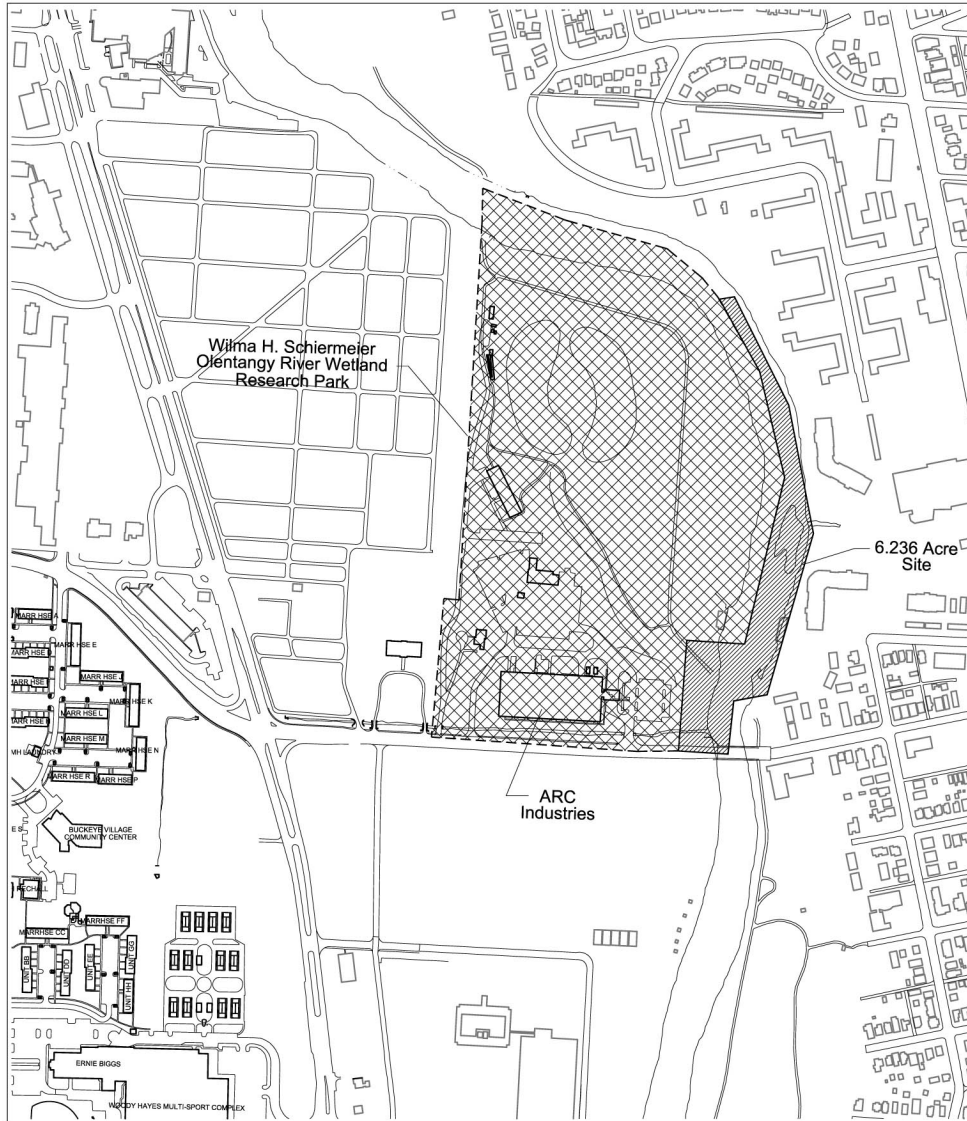 Wilma H. Schiermeier
Olentangy River Wetland
Research Park
6.236 Acre
Site
ARC
Industries
MARR HSE A
MARR HSE E
MARR HSE J
MARR HSE K
MARR HSE L
MARR HSE M
MARR HSE N
MARR HSE R
MARR HSE P
BUCKEYE VILLAGE
COMMUNITY CENTER
MARRHSE FF
MARRHSE CC
UNIT BB
UNIT DD
UNIT EE
UNIT GG
UNIT HH
ERNIE BIGGS
WOODY HAYES MULTI-SPORT COMPLEX